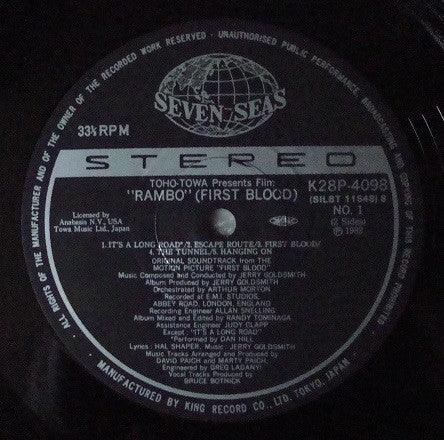 ALL RIGHTS OF THE MANUFACTURER AND OF THE OWNER OF THE RECORDED WORK RESERVED · UNAUTHORISED PUBLIC PERFORMANCE, BROADCASTING AND COPYING OF THIS RECORD PROHIBITED
SEVEN SEAS
33⅓ RPM
STEREO
TOHO-TOWA Presents Film:
"RAMBO" (FIRST BLOOD)
K28P-4098
(SILBT 11548) S
NO. 1
Licensed by
Anabasis N.V., USA
Towa Music Ltd., Japan
G Side
℗ 1982
1. IT'S A LONG ROAD*/2. ESCAPE ROUTE/3. FIRST BLOOD/
4. THE TUNNEL/5. HANGING ON
ORIGINAL SOUNDTRACK from the
MOTION PICTURE "FIRST BLOOD
Music Composed and Conducted by JERRY GOLDSMITH
Album Produced by JERRY GOLDSMITH
Orchestrated by ARTHUR MORTON
Recorded at E.M.I. STUDIOS,
ABBEY ROAD, LONDON, ENGLAND
Recording Engineer ALLAN SNELLING
Album Mixed and Edited by RANDY TOMINAGA
Assistance Engineer JUDY CLAPP
Except "IT'S A LONG ROAD"
*Performed by DAN HILL
Lyrics: HAL SHAPER, Music: JERRY GOLDSMITH
Music Tracks Arranged and Produced by
DAVID PAICH and MARTY PAICH,
Engineered by GREG LADANYI
Vocal Tracks Produced by
BRUCE BOTNICK
MANUFACTURED BY KING RECORD CO., LTD. TOKYO, JAPAN